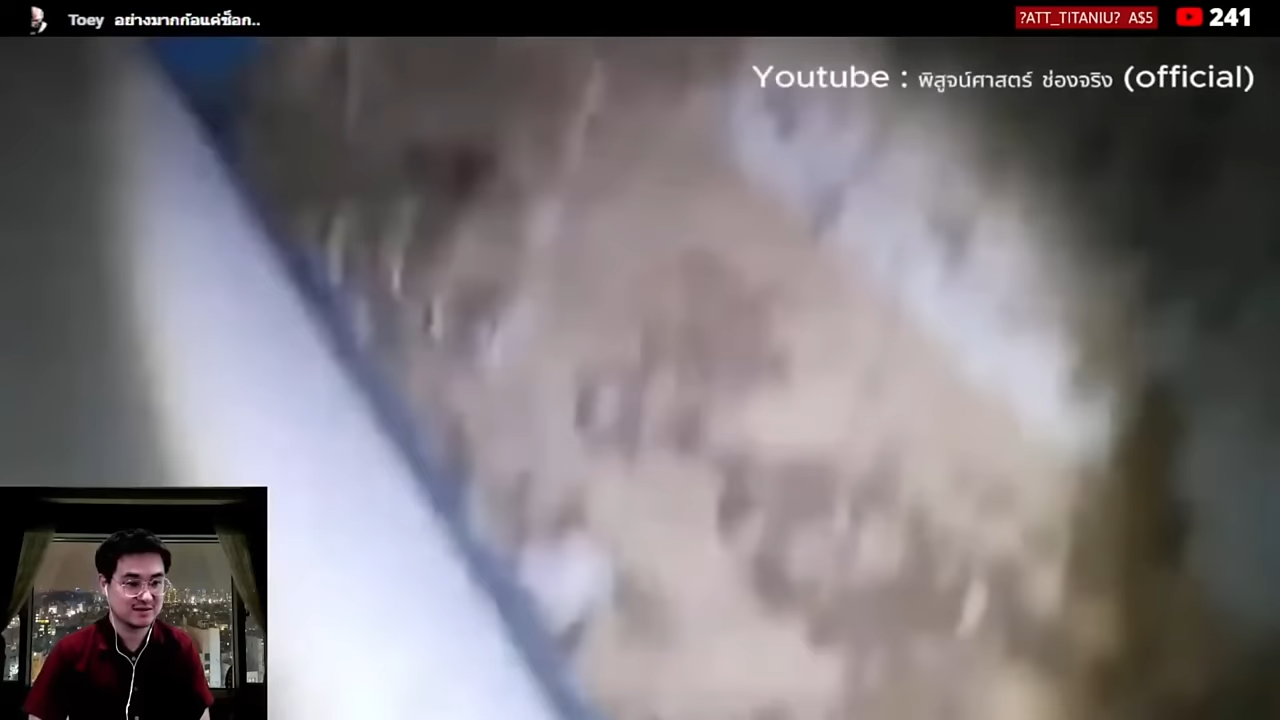 Toey อย่างมากก้อแค่ช็อก..
?ATT_TITANIU? A$5
241
Youtube : พิสูจน์ศาสตร์ ช่องจริง (official)